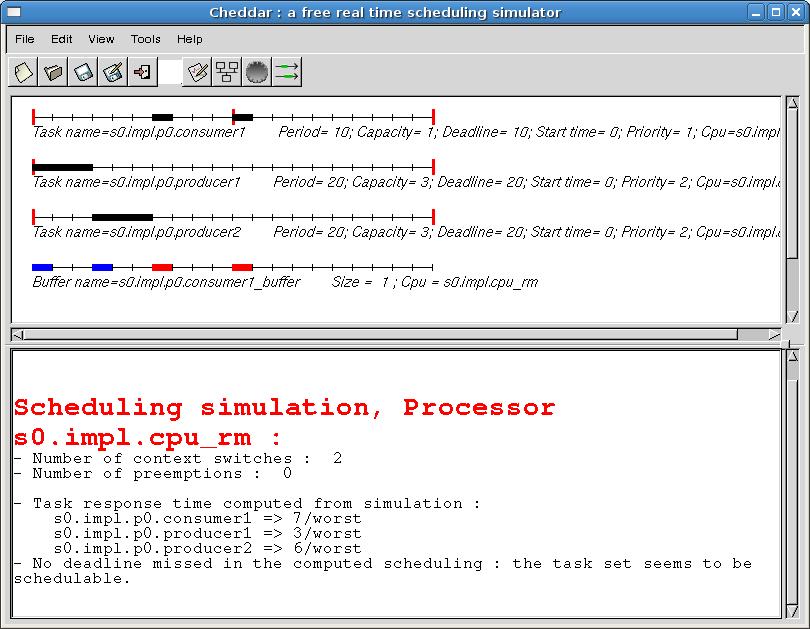 Cheddar : a free real time scheduling simulator
File Edit View Tools Help
Task name=s0.impl.p0.consumer1 Period= 10; Capacity= 1; Deadline= 10; Start time= 0; Priority= 1; Cpu=s0.impl
Task name=s0.impl.p0.producer1 Period= 20; Capacity= 3; Deadline= 20; Start time= 0; Priority= 2; Cpu=s0.impl.
Task name=s0.impl.p0.producer2 Period= 20; Capacity= 3; Deadline= 20; Start time= 0; Priority= 2; Cpu=s0.impl.
Buffer name=s0.impl.p0.consumer1_buffer Size = 1 ; Cpu = s0.impl.cpu_rm
Scheduling simulation, Processor
s0.impl.cpu_rm :
- Number of context switches : 2
- Number of preemptions : 0
- Task response time computed from simulation :
s0.impl.p0.consumer1 => 7/worst
s0.impl.p0.producer1 => 3/worst
s0.impl.p0.producer2 => 6/worst
- No deadline missed in the computed scheduling : the task set seems to be
schedulable.